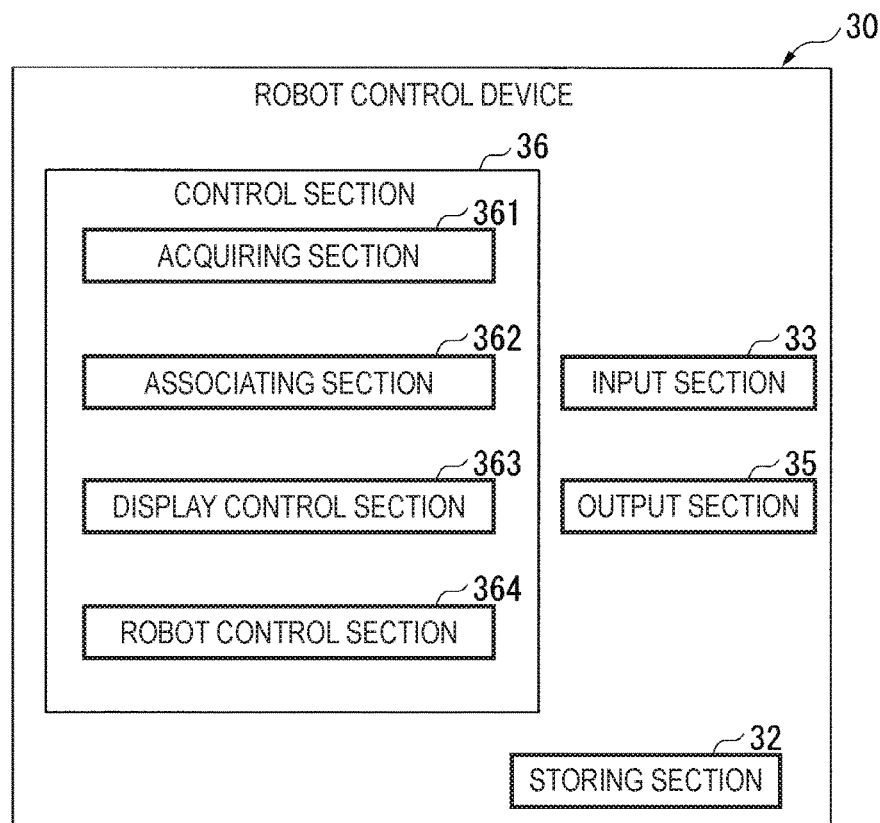 30
ROBOT CONTROL DEVICE
36
CONTROL SECTION
361
ACQUIRING SECTION
362
ASSOCIATING SECTION
33
INPUT SECTION
363
DISPLAY CONTROL SECTION
35
OUTPUT SECTION
364
ROBOT CONTROL SECTION
32
STORING SECTION